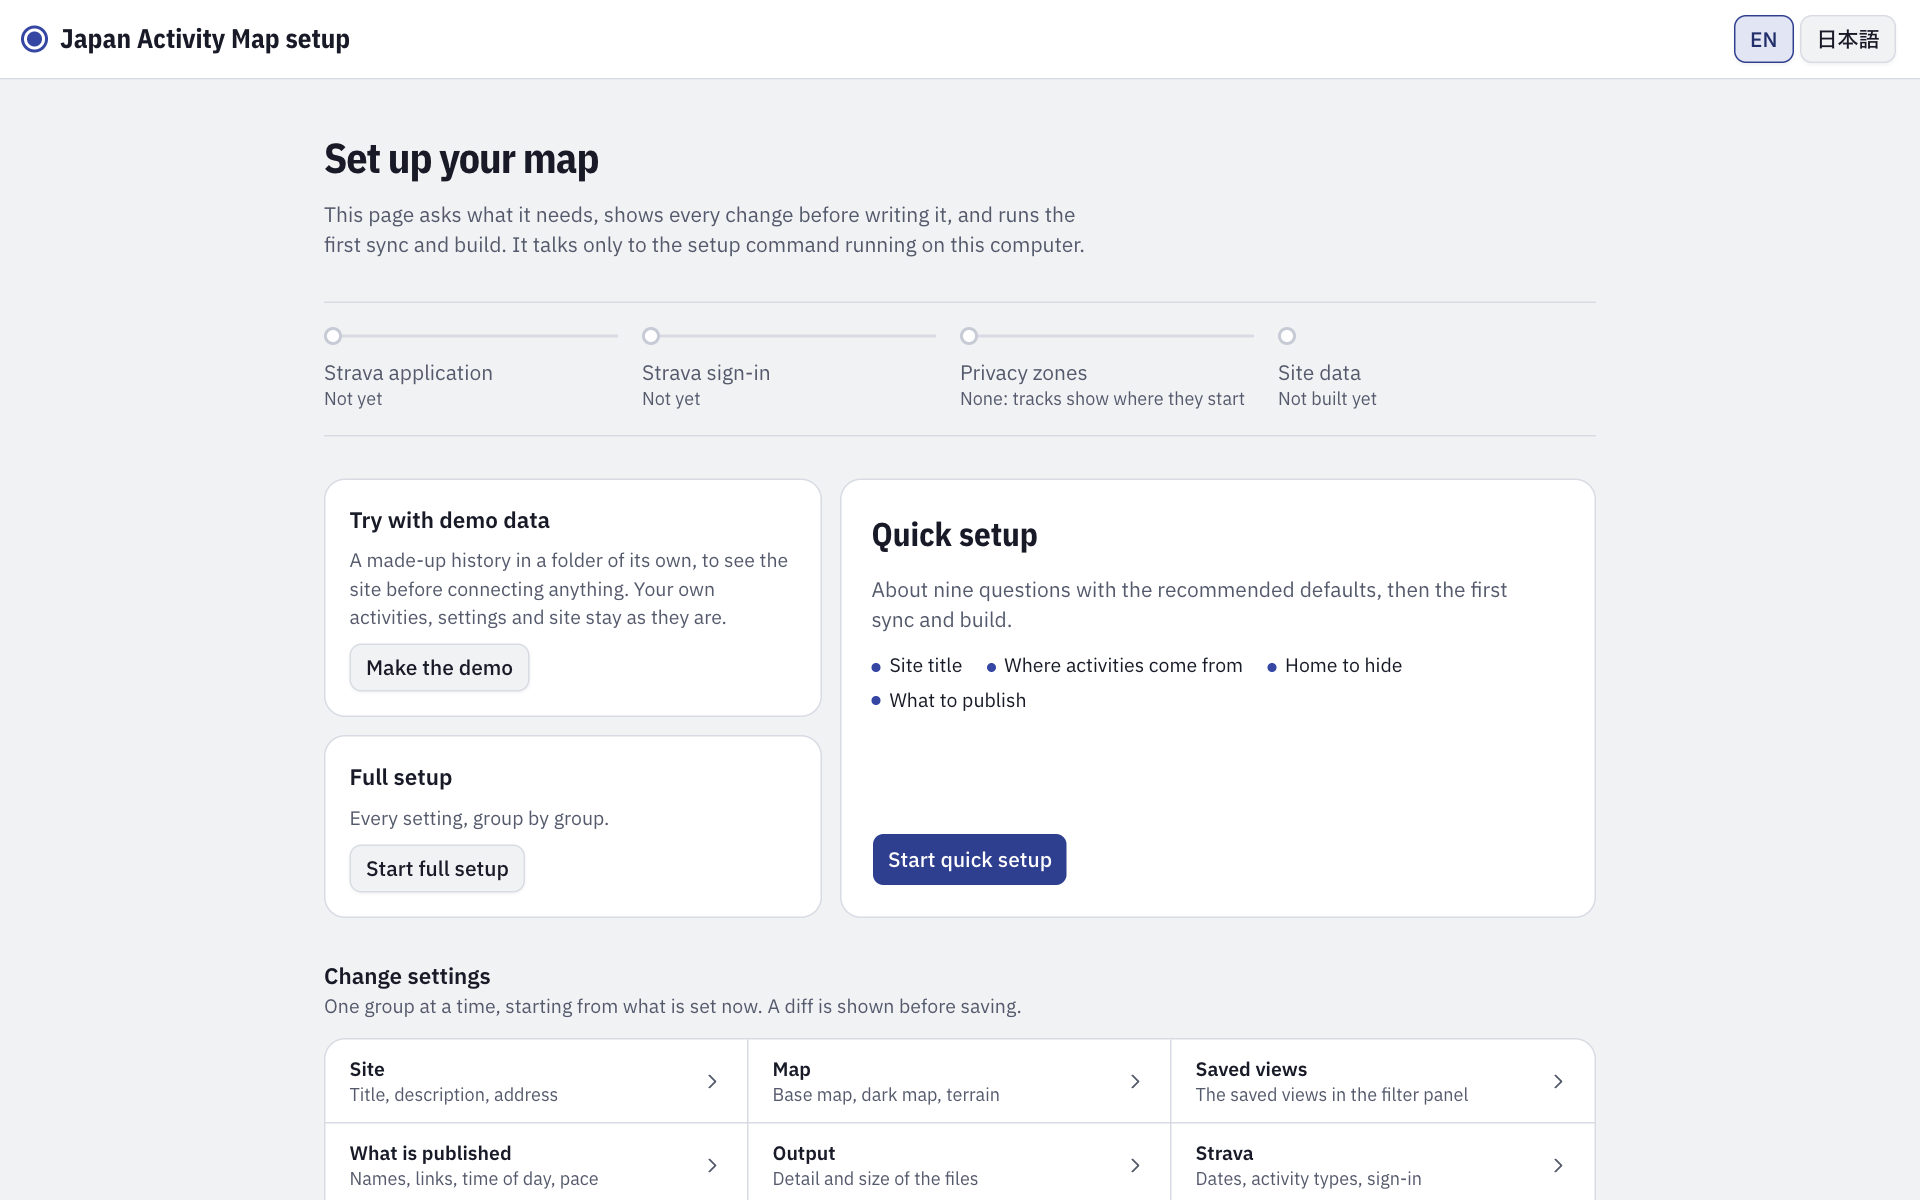 Japan Activity Map setup
EN
日本語
Set up your map
This page asks what it needs, shows every change before writing it, and runs the
first sync and build. It talks only to the setup command running on this computer.
Strava application
Not yet
Strava sign-in
Not yet
Privacy zones
None: tracks show where they start
Site data
Not built yet
Try with demo data
A made-up history in a folder of its own, to see the
site before connecting anything. Your own
activities, settings and site stay as they are.
Make the demo
Full setup
Every setting, group by group.
Start full setup
Quick setup
About nine questions with the recommended defaults, then the first
sync and build.
Site title
Where activities come from
Home to hide
What to publish
Start quick setup
Change settings
One group at a time, starting from what is set now. A diff is shown before saving.
Site
Title, description, address
Map
Base map, dark map, terrain
Saved views
The saved views in the filter panel
What is published
Names, links, time of day, pace
Output
Detail and size of the files
Strava
Dates, activity types, sign-in